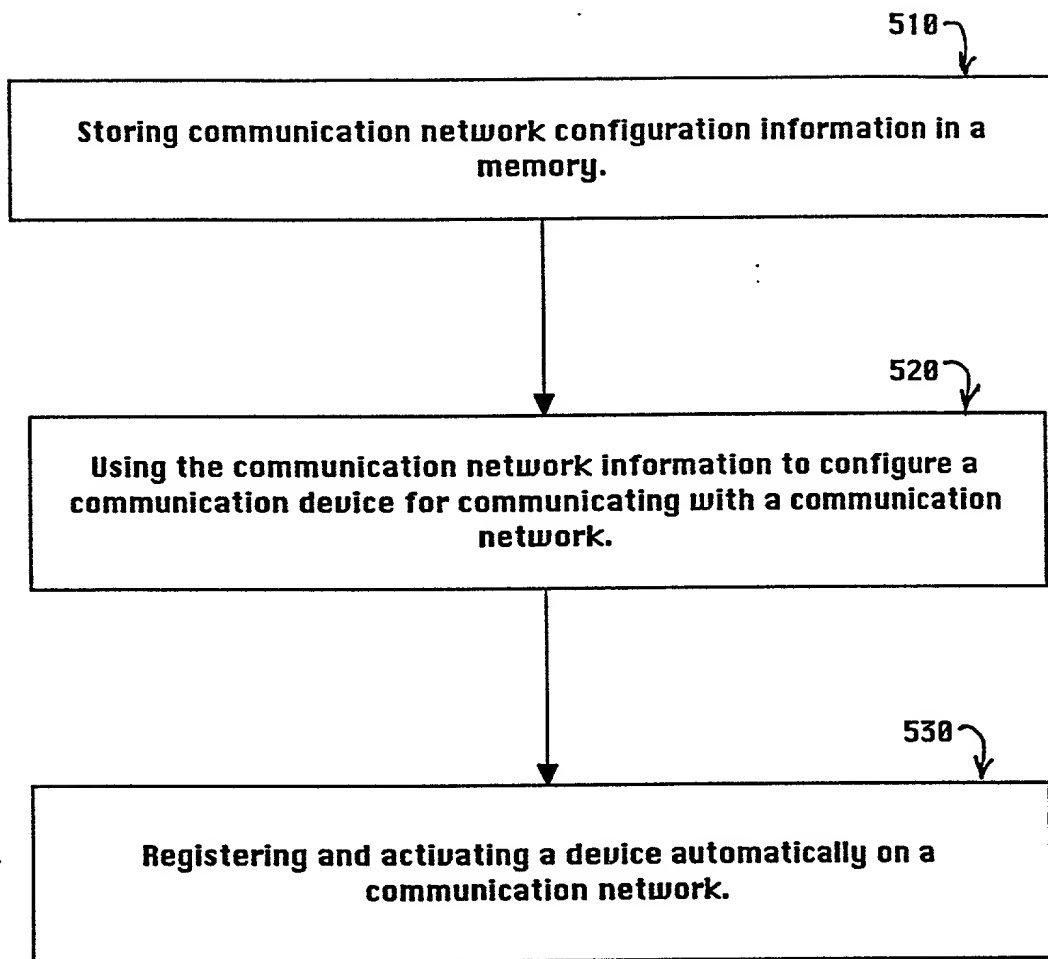 510
Storing communication network configuration information in a
memory.
520
Using the communication network information to configure a
communication device for communicating with a communication
network.
530
Registering and activating a device automatically on a
communication network.